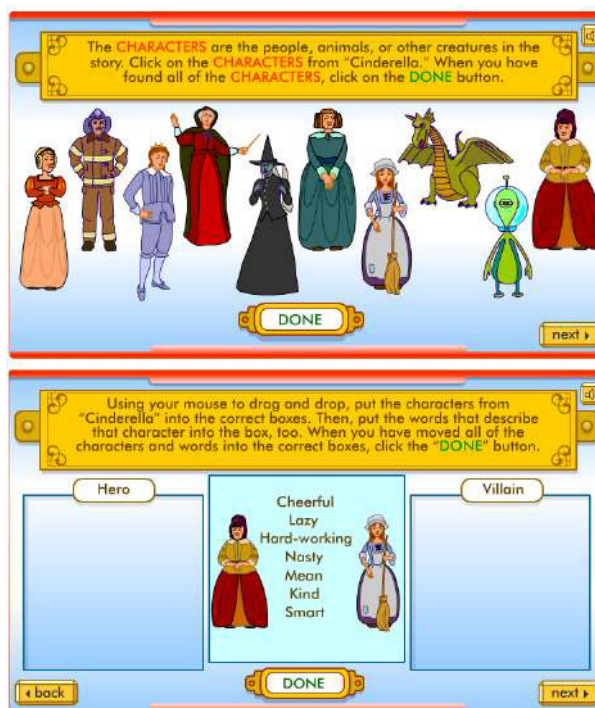 The CHARACTERS are the people, animals, or other creatures in the
story. Click on the CHARACTERS from “Cinderella.” When you have
found all of the CHARACTERS, click on the DONE button.
DONE
next
Using your mouse to drag and drop, put the characters from
“Cinderella” into the correct boxes. Then, put the words that describe
that character into the box, too. When you have moved all of the
characters and words into the correct boxes, click the “DONE” button.
Hero
Villain
Cheerful
Lazy
Hard-working
Nasty
Mean
Kind
Smart
back
DONE
next